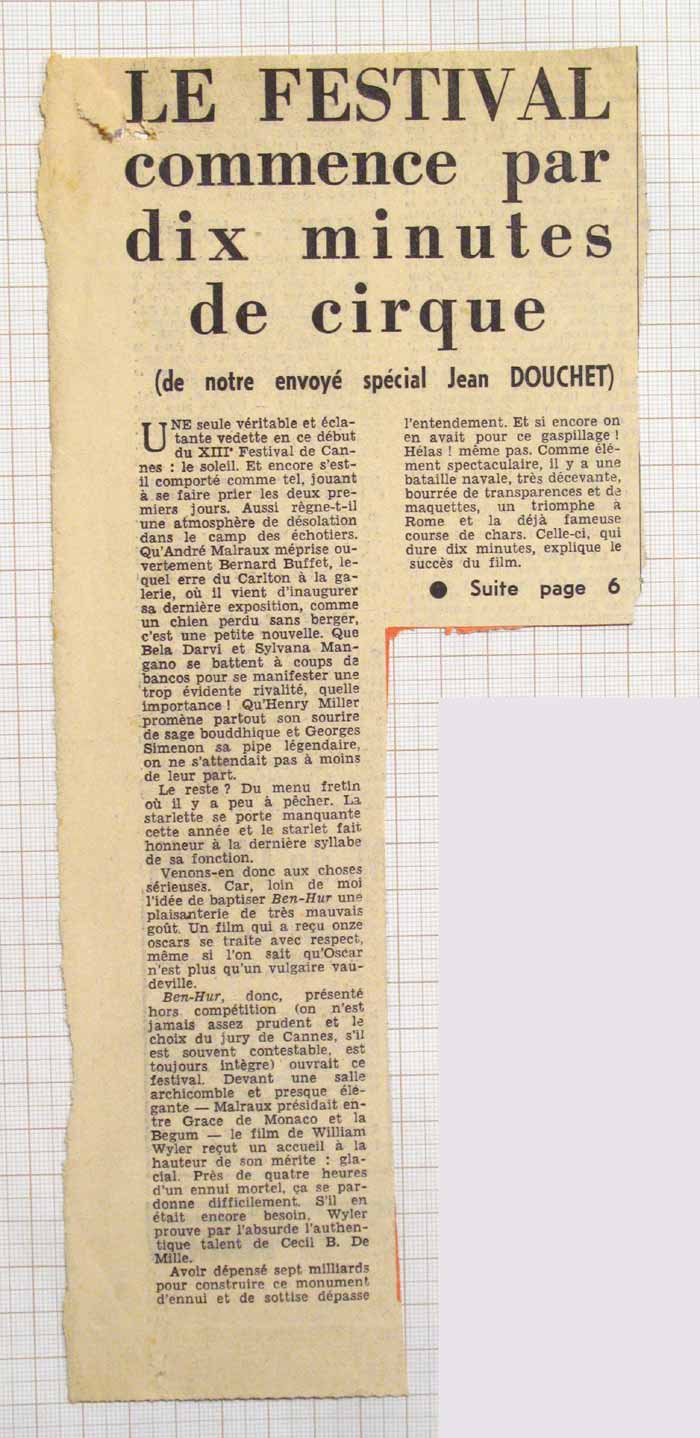 LE FESTIVAL
commence par
dix minutes
de cirque
(de notre envoyé spécial Jean DOUCHET)
UNE seule véritable et écla-
tante vedette en ce début
du XIIIe Festival de Can-
nes : le soleil. Et encore s'est-
il comporté comme tel, jouant
à se faire prier les deux pre-
miers jours. Aussi règne-t-il
une atmosphère de désolation
dans le camp des échotiers.
Qu'André Malraux méprise ou-
vertement Bernard Buffet, le-
quel erre du Carlton à la ga-
lerie, où il vient d'inaugurer
sa dernière exposition, comme
un chien perdu sans berger,
c'est une petite nouvelle. Que
Bela Darvi et Sylvana Man-
gano se battent à coups de
bancos pour se manifester une
trop évidente rivalité, quelle
importance ! Qu'Henry Miller
promène partout son sourire
de sage bouddhique et Georges
Simenon sa pipe légendaire,
on ne s'attendait pas à moins
de leur part.
Le reste ? Du menu fretin
où il y a peu à pêcher. La
starlette se porte manquante
cette année et le starlet fait
honneur à la dernière syllabe
de sa fonction.
Venons-en donc aux choses
sérieuses. Car, loin de moi
l'idée de baptiser Ben-Hur une
plaisanterie de très mauvais
goût. Un film qui a reçu onze
oscars se traite avec respect,
même si l'on sait qu'Oscar
n'est plus qu'un vulgaire vau-
deville.
Ben-Hur, donc, présenté
hors compétition (on n'est
jamais assez prudent et le
choix du jury de Cannes, s'il
est souvent contestable, est
toujours intègre) ouvrait ce
festival. Devant une salle
archicomble et presque élé-
gante — Malraux présidait en-
tre Grace de Monaco et la
Begum — le film de William
Wyler reçut un accueil à la
hauteur de son mérite : gla-
cial. Près de quatre heures
d'un ennui mortel, ça se par-
donne difficilement. S'il en
était encore besoin, Wyler
prouve par l'absurde l'authen-
tique talent de Cecil B. De
Mille.
Avoir dépensé sept milliards
pour construire ce monument
d'ennui et de sottise dépasse
l'entendement. Et si encore on
en avait pour ce gaspillage !
Hélas ! même pas. Comme élé-
ment spectaculaire, il y a une
bataille navale, très décevante,
bourrée de transparences et de
maquettes, un triomphe à
Rome et la déjà fameuse
course de chars. Celle-ci, qui
dure dix minutes, explique le
succès du film.
● Suite page 6